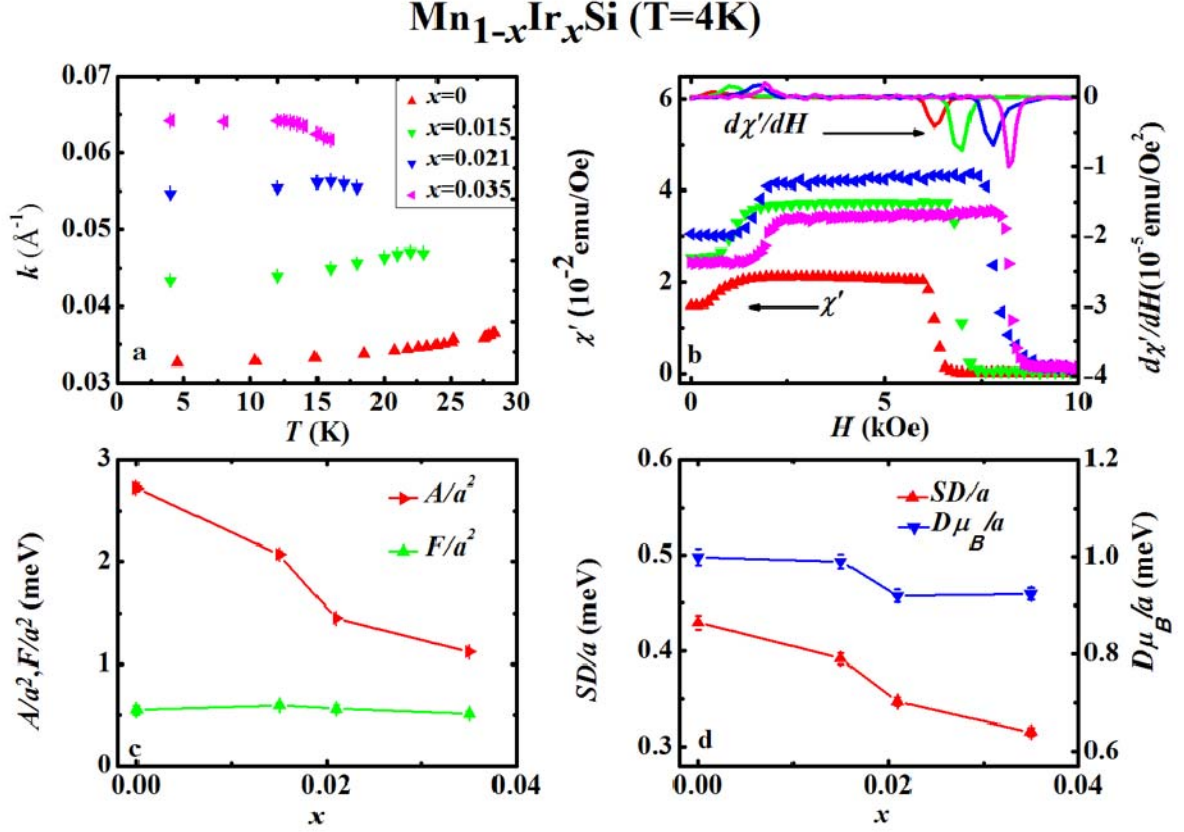 Mn1-xIrxSi (T=4K)
0.07
0.06
0.05
0.04
0.03
k (Å-1)
x=0
x=0.015
x=0.021
x=0.035
a
0 5 10 15 20 25 30
T (K)
6
4
2
0
χ' (10-2 emu/Oe)
dχ'/dH
χ'
b
0
-1
-2
-3
-4
dχ'/dH(10-5 emu/Oe2)
0 5 10
H (kOe)
3
2
1
0
A/a2,F/a2 (meV)
A/a2
F/a2
c
0.00 0.02 0.04
x
0.6
0.5
0.4
0.3
SD/a (meV)
SD/a
DμB/a
d
1.2
1.0
0.8
0.6
DμB/a (meV)
0.00 0.02 0.04
x